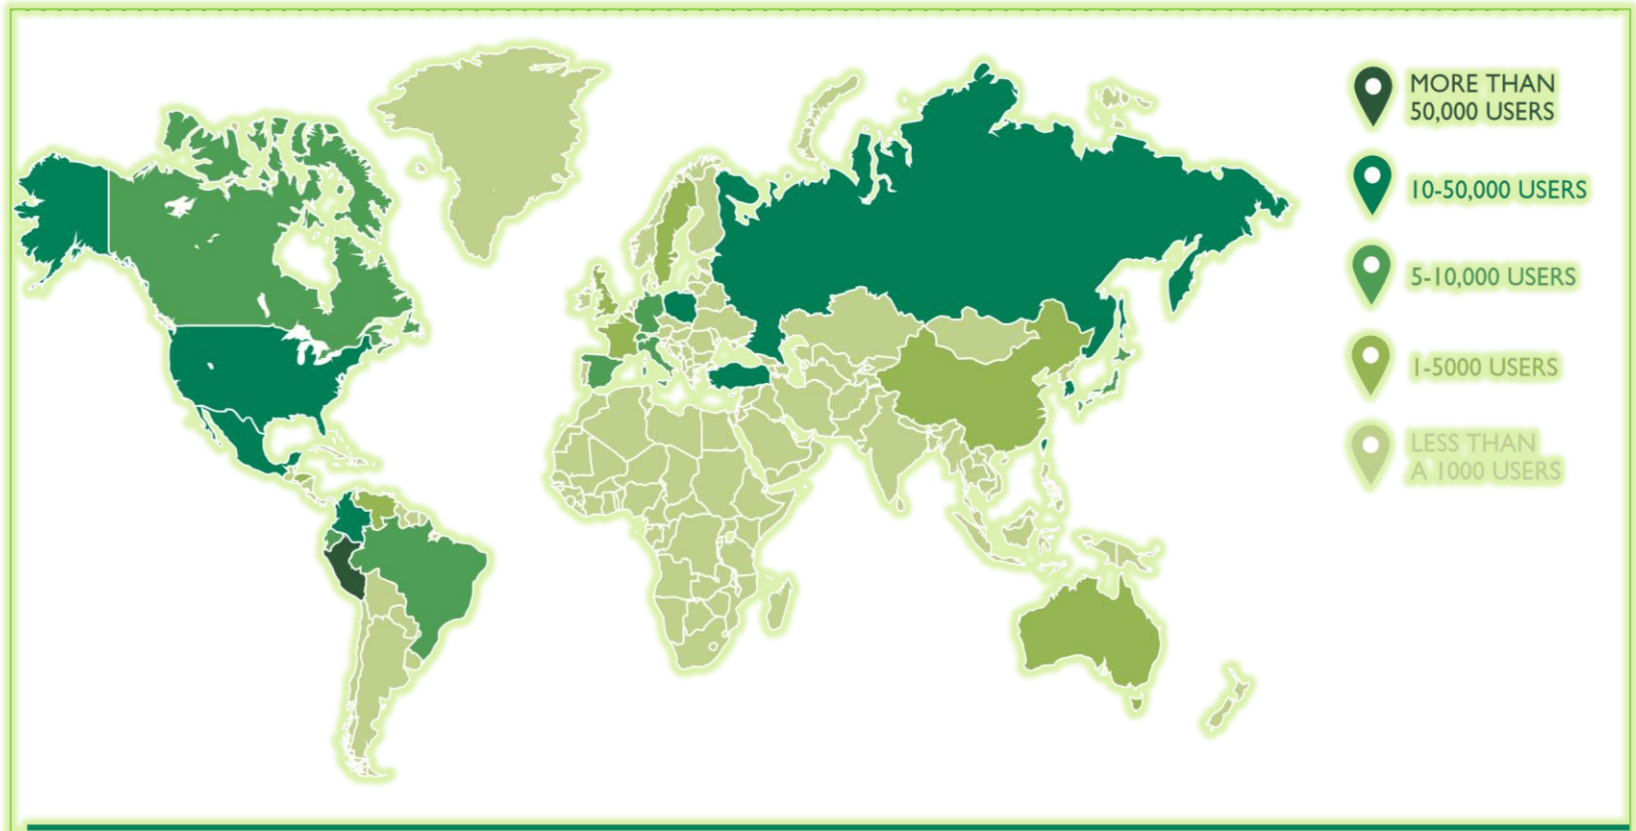 MORE THAN
50,000 USERS
10-50,000 USERS
5-10,000 USERS
1-5000 USERS
LESS THAN
A 1000 USERS